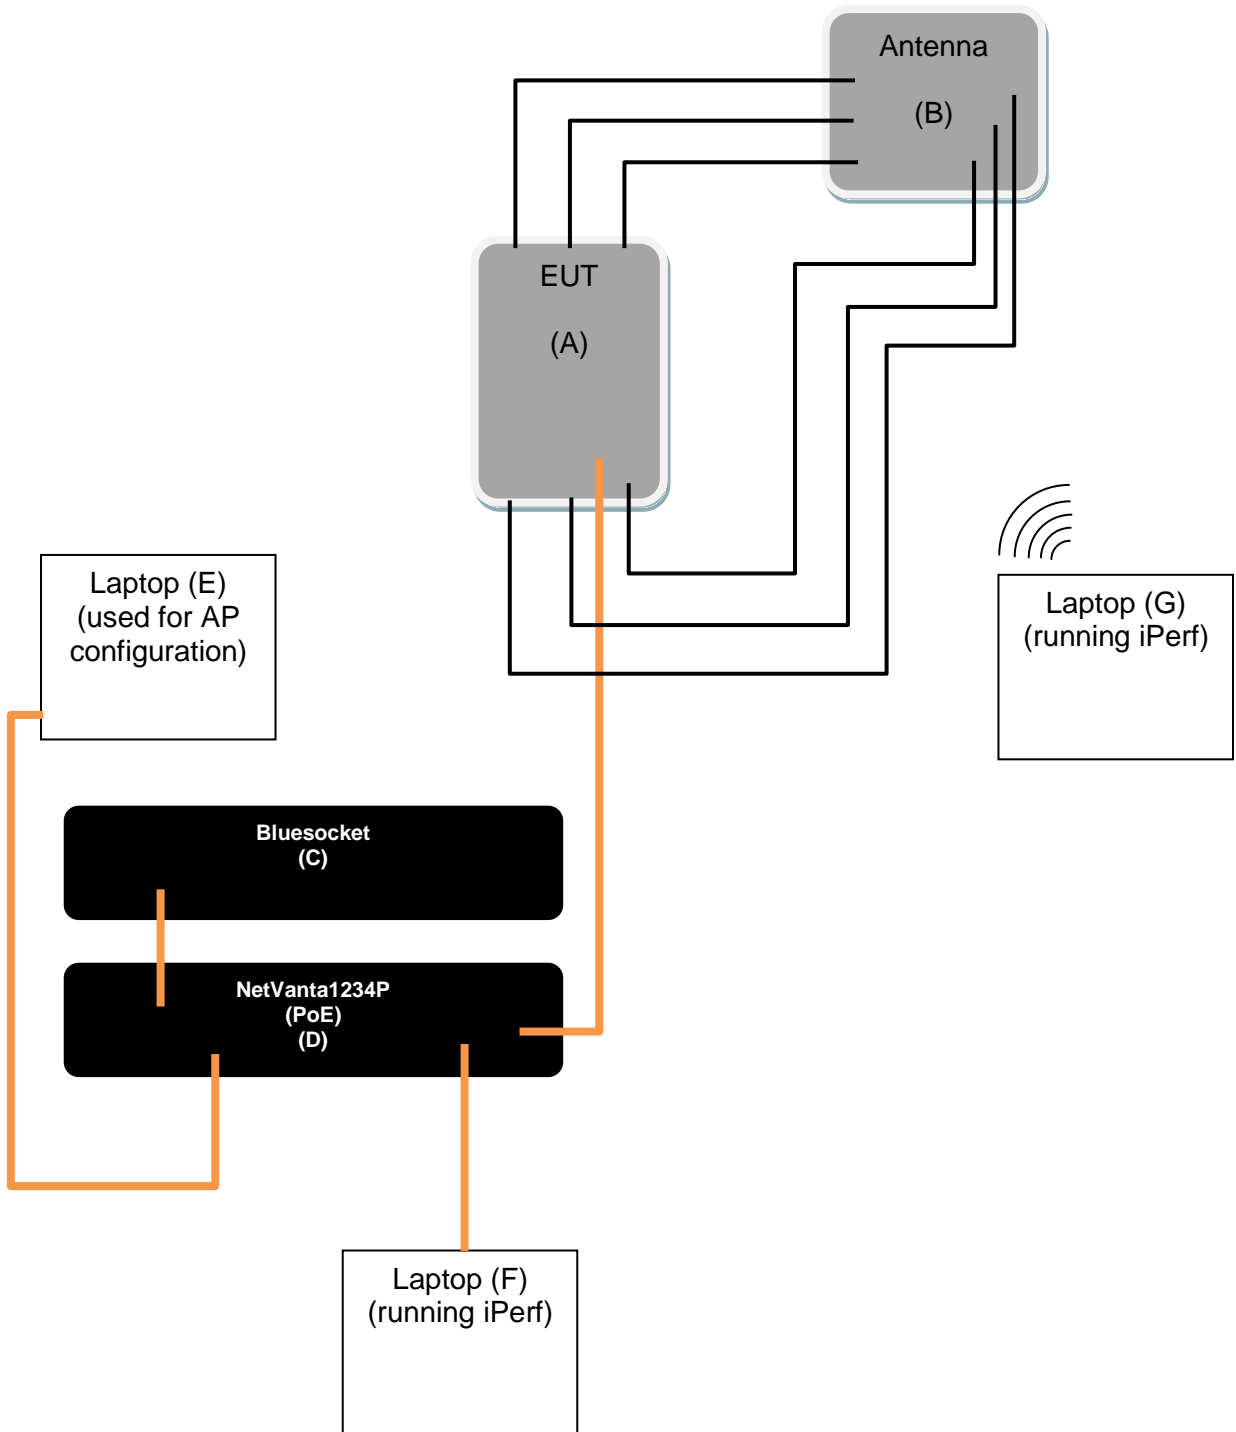 Antenna
(B)
EUT
(A)
Laptop (E)
(used for AP
configuration)
Laptop (G)
(running iPerf)
Bluesocket
(C)
NetVanta1234P
(PoE)
(D)
Laptop (F)
(running iPerf)